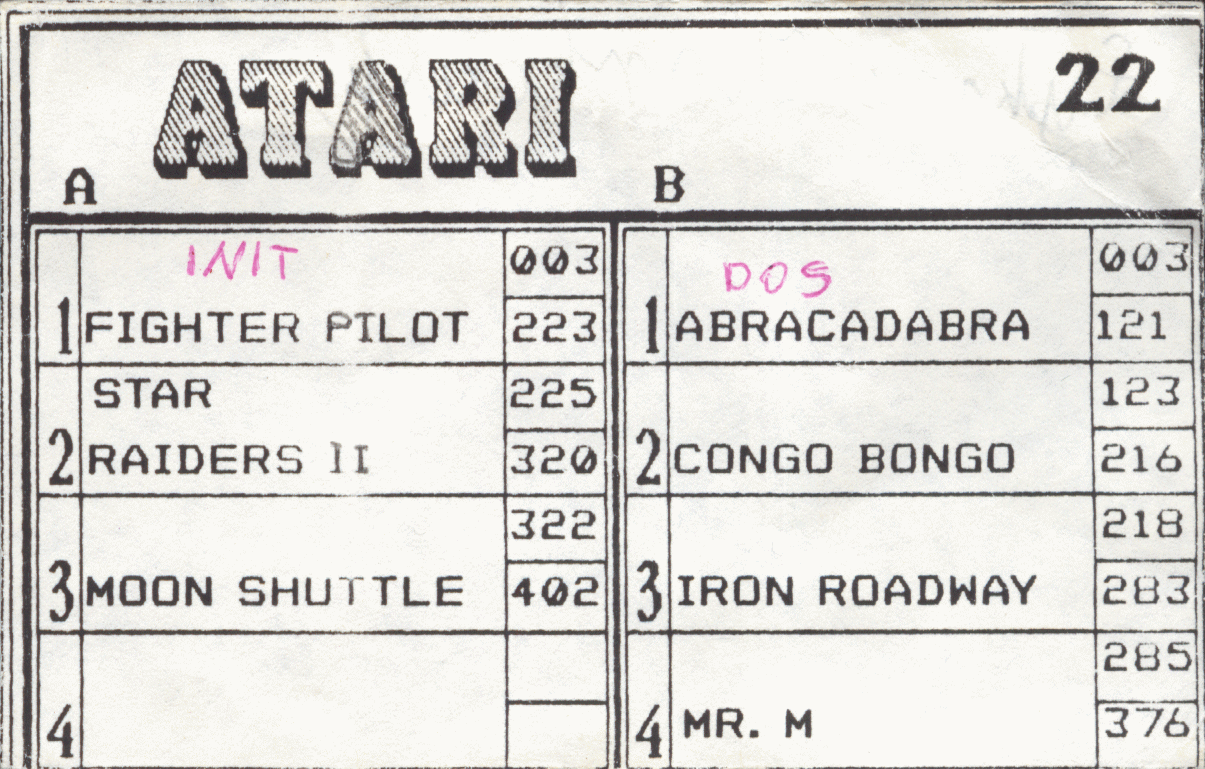 ATARI
22
A
B
INIT
003
1 FIGHTER PILOT 223
STAR 225
2 RAIDERS II 320
322
3 MOON SHUTTLE 402
4
DOS
003
1 ABRACADABRA 121
123
2 CONGO BONGO 216
218
3 IRON ROADWAY 283
285
4 MR. M 376